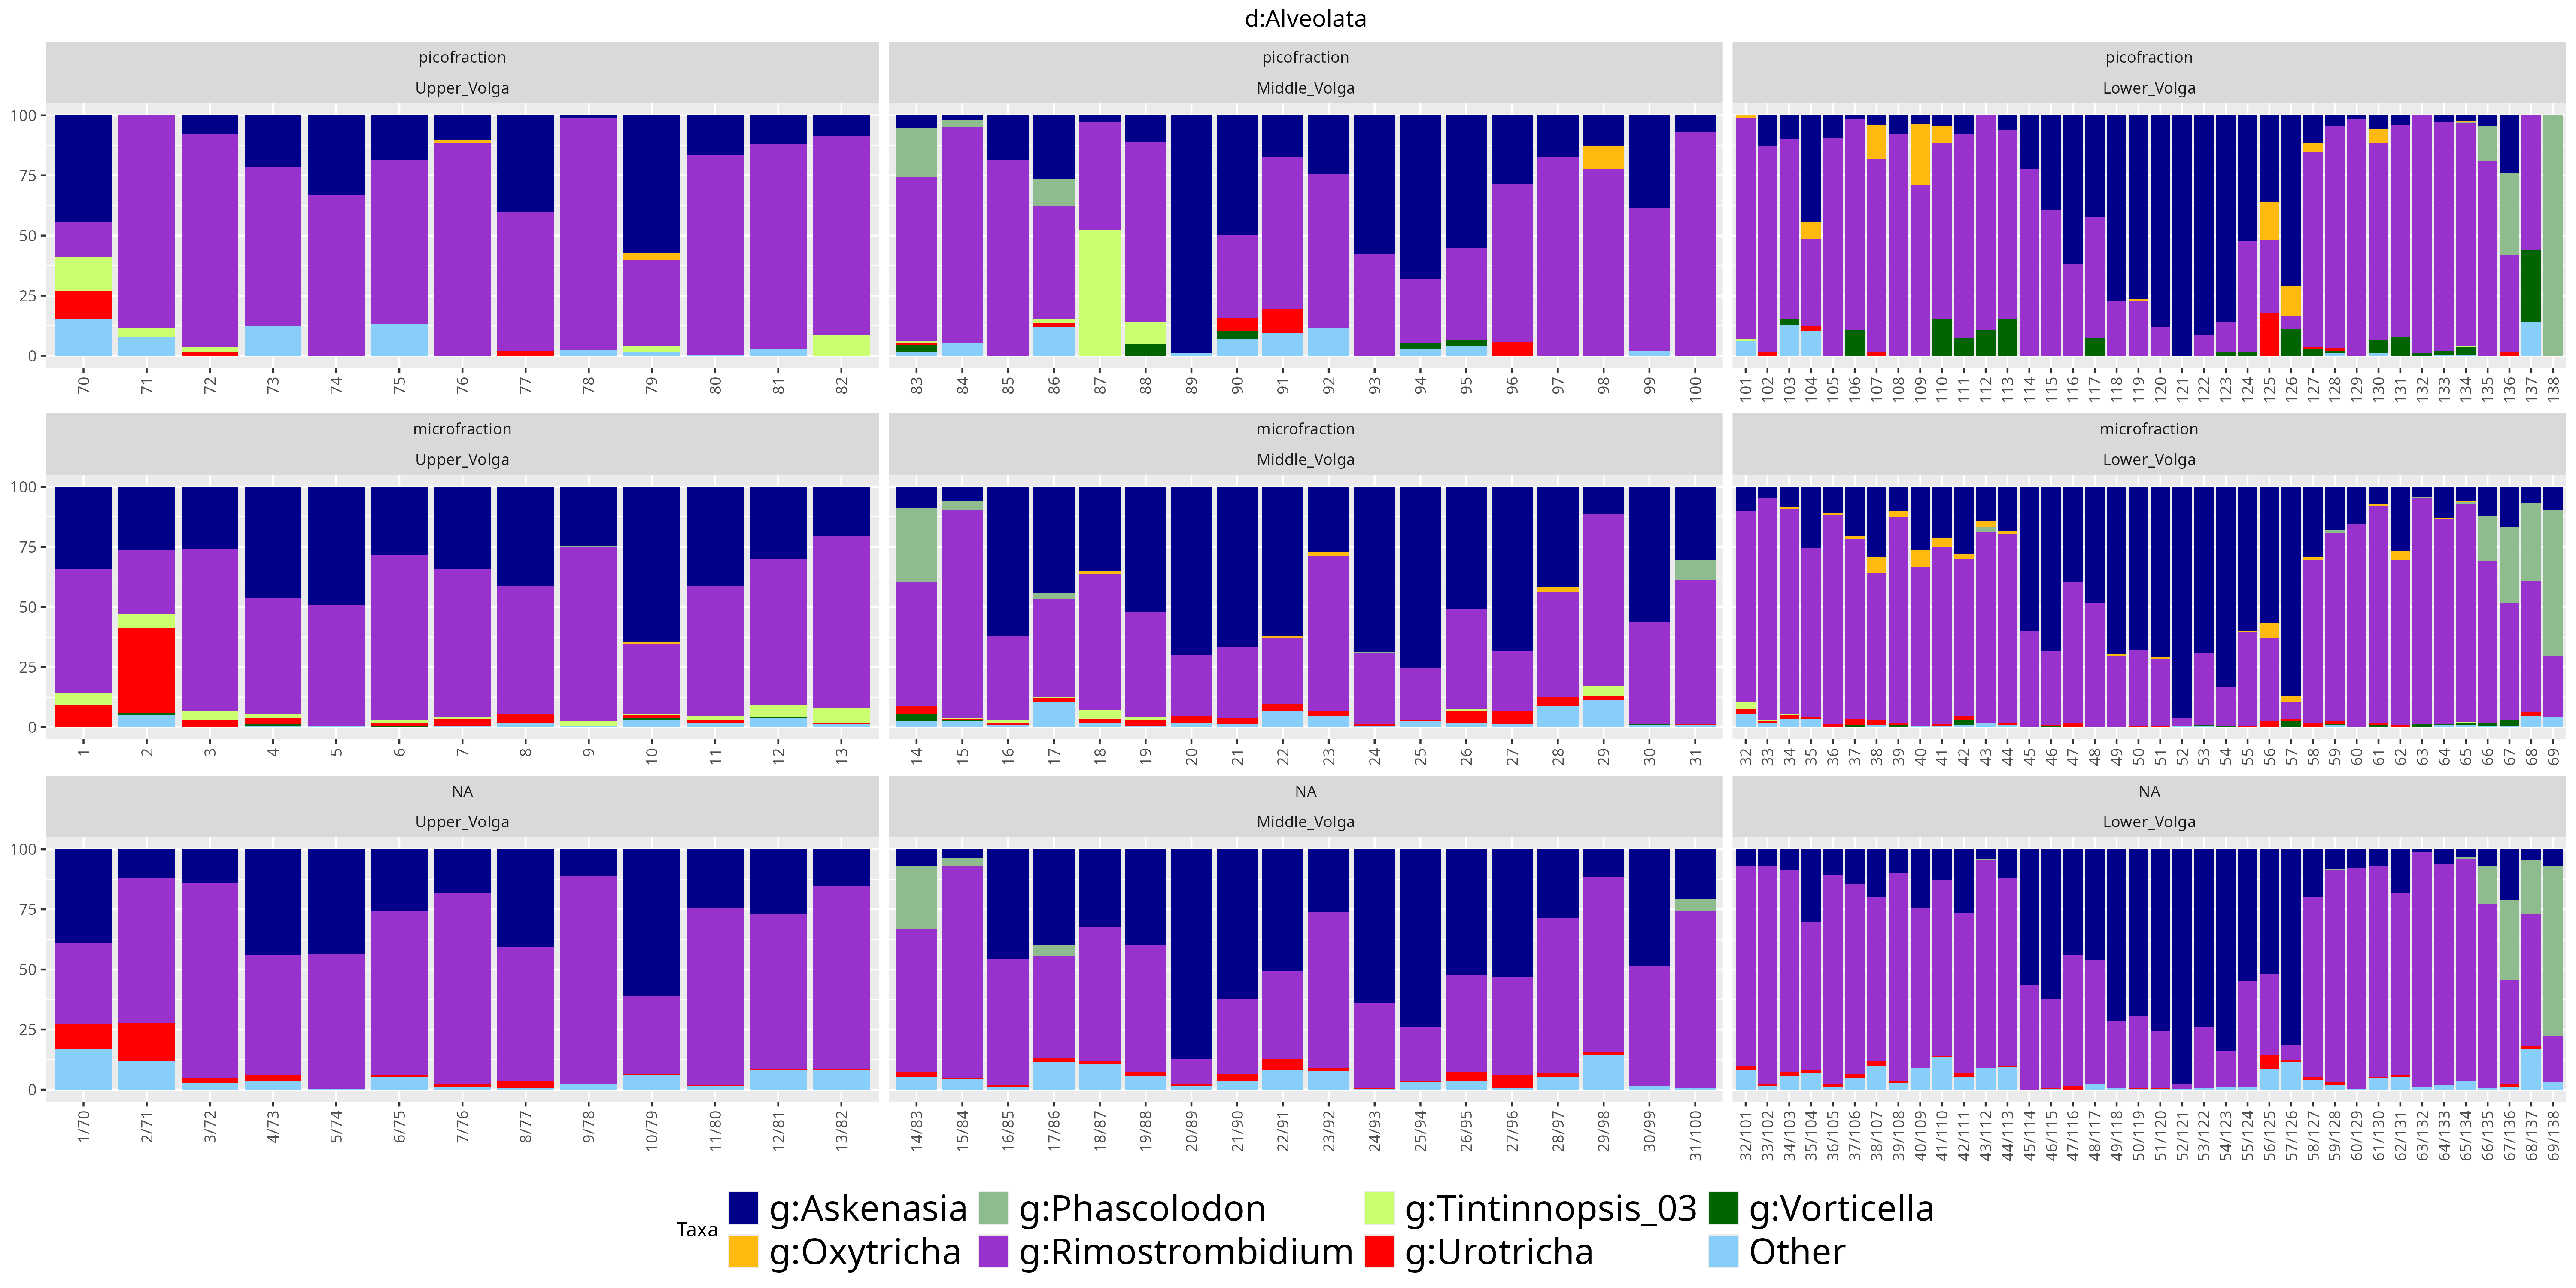 d:Alveolata
picofraction picofraction picofraction
Upper_Volga Middle_Volga Lower_Volga
100
75
50
25
0
70 71 72 73 74 75 76 77 78 79 80 81 82 83 84 85 86 87 88 89 90 91 92 93 94 95 96 97 98 99 100 101 102 103 104 105 106 107 108 109 110 111 112 113 114 115 116 117 118 119 120 121 122 123 124 125 126 127 128 129 130 131 132 133 134 135 136 137 138
microfraction microfraction microfraction
Upper_Volga Middle_Volga Lower_Volga
100
75
50
25
0
1 2 3 4 5 6 7 8 9 10 11 12 13 14 15 16 17 18 19 20 21 22 23 24 25 26 27 28 29 30 31 32 33 34 35 36 37 38 39 40 41 42 43 44 45 46 47 48 49 50 51 52 53 54 55 56 57 58 59 60 61 62 63 64 65 66 67 68 69
NA NA NA
Upper_Volga Middle_Volga Lower_Volga
100
75
50
25
0
1/70 2/71 3/72 4/73 5/74 6/75 7/76 8/77 9/78 10/79 11/80 12/81 13/82 14/83 15/84 16/85 17/86 18/87 19/88 20/89 21/90 22/91 23/92 24/93 25/94 26/95 27/96 28/97 29/98 30/99 31/100 32/101 33/102 34/103 35/104 36/105 37/106 38/107 39/108 40/109 41/110 42/111 43/112 44/113 45/114 46/115 47/116 48/117 49/118 50/119 51/120 52/121 53/122 54/123 55/124 56/125 57/126 58/127 59/128 60/129 61/130 62/131 63/132 64/133 65/134 66/135 67/136 68/137 69/138
Taxa
g:Askenasia g:Phascolodon g:Tintinnopsis_03 g:Vorticella
g:Oxytricha g:Rimostrombidium g:Urotricha Other